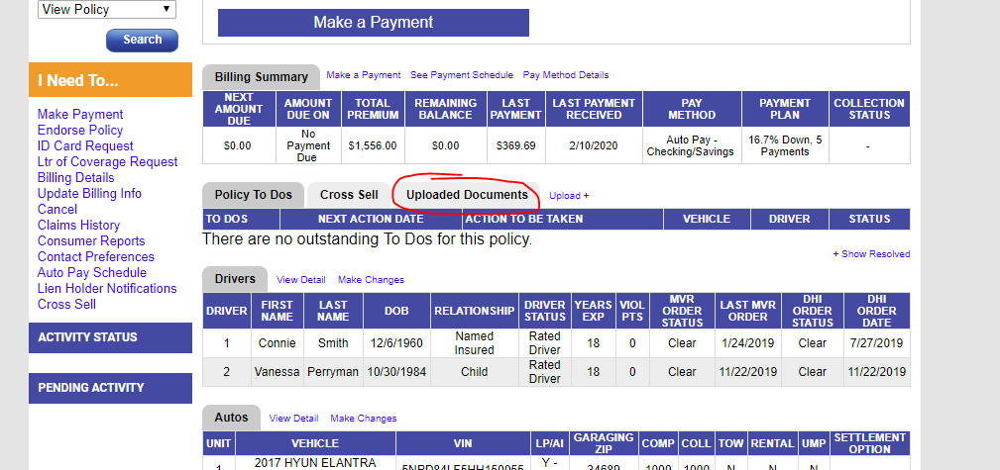 View Policy
Search
I Need To...
Make Payment
Endorse Policy
ID Card Request
Ltr of Coverage Request
Billing Details
Update Billing Info
Cancel
Claims History
Consumer Reports
Contact Preferences
Auto Pay Schedule
Lien Holder Notifications
Cross Sell
ACTIVITY STATUS
PENDING ACTIVITY
Make a Payment
Billing Summary Make a Payment See Payment Schedule Pay Method Details
NEXT AMOUNT DUE AMOUNT DUE ON TOTAL PREMIUM REMAINING BALANCE LAST PAYMENT LAST PAYMENT RECEIVED PAY METHOD PAYMENT PLAN COLLECTION STATUS
$0.00 No Payment Due $1,556.00 $0.00 $369.69 2/10/2020 Auto Pay - Checking/Savings 16.7% Down, 5 Payments -
Policy To Dos Cross Sell Uploaded Documents Upload +
TO DOS NEXT ACTION DATE ACTION TO BE TAKEN VEHICLE DRIVER STATUS
There are no outstanding To Dos for this policy.
+ Show Resolved
Drivers View Detail Make Changes
DRIVER FIRST NAME LAST NAME DOB RELATIONSHIP DRIVER STATUS YEARS EXP VIOL PTS MVR ORDER STATUS LAST MVR ORDER DHI ORDER STATUS DHI ORDER DATE
1 Connie Smith 12/6/1960 Named Insured Rated Driver 18 0 Clear 1/24/2019 Clear 7/27/2019
2 Vanessa Perryman 10/30/1984 Child Rated Driver 18 0 Clear 11/22/2019 Clear 11/22/2019
Autos View Detail Make Changes
UNIT VEHICLE VIN LP/AI GARAGING ZIP COMP COLL TOW RENTAL UMP SETTLEMENT OPTION
1 2017 HYUN ELANTRA Y - 34689 1000 1000 N N N